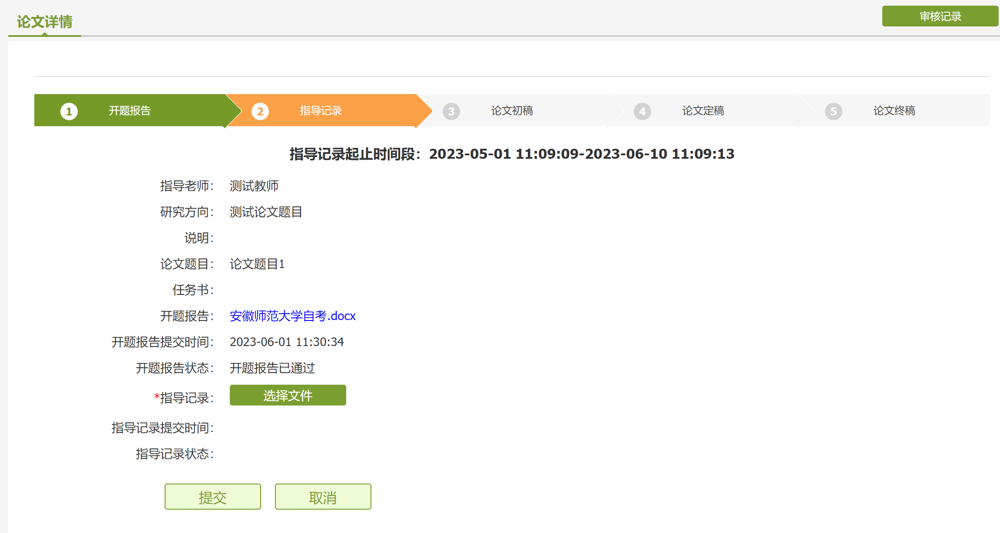 论文详情
审核记录
1 开题报告 2 指导记录 3 论文初稿 4 论文定稿 5 论文终稿
指导记录起止时间段：2023-05-01 11:09:09-2023-06-10 11:09:13
指导老师： 测试教师
研究方向： 测试论文题目
说明：
论文题目： 论文题目1
任务书：
开题报告： 安徽师范大学自考.docx
开题报告提交时间： 2023-06-01 11:30:34
开题报告状态： 开题报告已通过
*指导记录： 选择文件
指导记录提交时间：
指导记录状态：
提交 取消